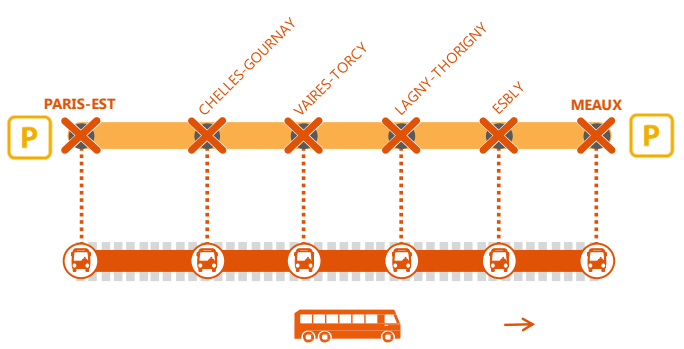 PARIS-EST
CHELLES-GOURNAY
VAIRES-TORCY
LAGNY-THORIGNY
ESBLY
MEAUX
P
P